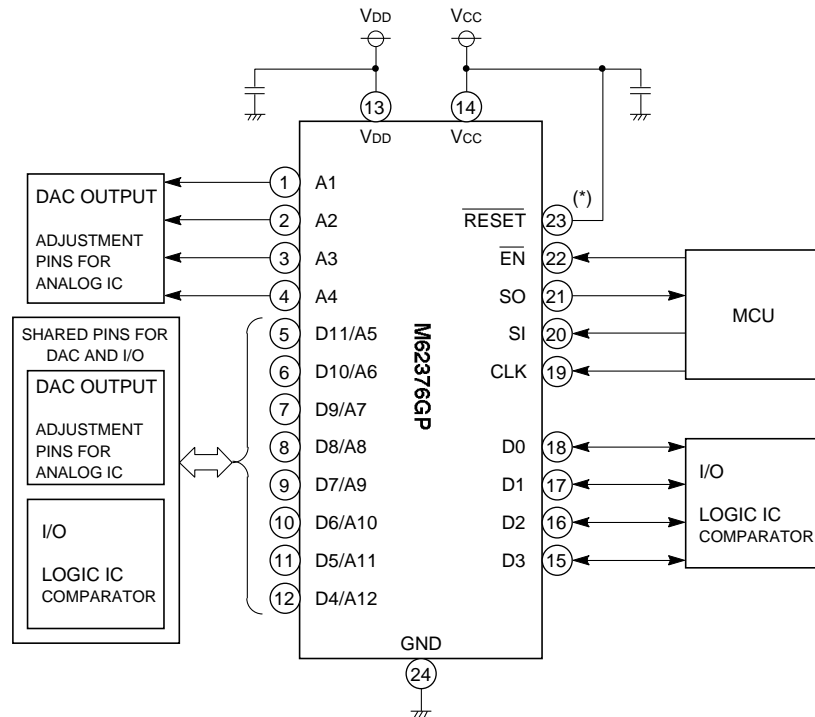 VDD
VCC
13
14
VDD
VCC
DAC OUTPUT
ADJUSTMENT
PINS FOR
ANALOG IC
1 A1
2 A2
3 A3
4 A4
SHARED PINS FOR
DAC AND I/O
DAC OUTPUT
ADJUSTMENT
PINS FOR
ANALOG IC
I/O
LOGIC IC
COMPARATOR
5 D11/A5
6 D10/A6
7 D9/A7
8 D8/A8
9 D7/A9
10 D6/A10
11 D5/A11
12 D4/A12
M62376GP
(*)
RESET 23
EN 22
SO 21
SI 20
CLK 19
MCU
D0 18
D1 17
D2 16
D3 15
I/O
LOGIC IC
COMPARATOR
GND
24